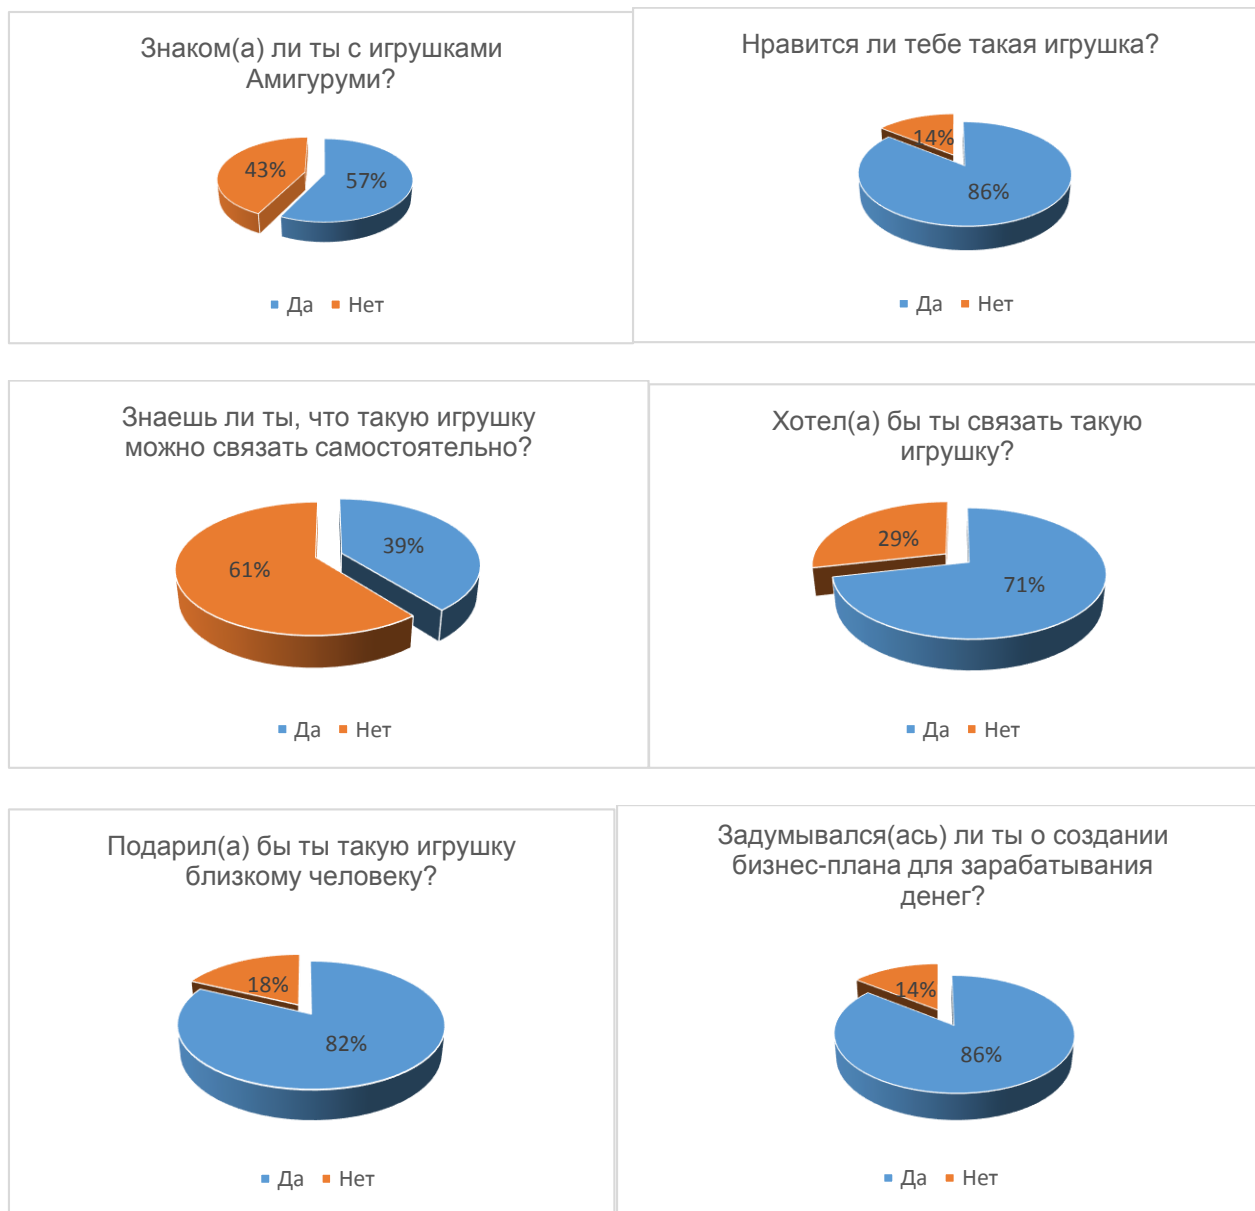 Знаком(а) ли ты с игрушками
Амигуруми?
43%
57%
Да Нет
Нравится ли тебе такая игрушка?
14%
86%
Да Нет
Знаешь ли ты, что такую игрушку
можно связать самостоятельно?
39%
61%
Да Нет
Хотел(а) бы ты связать такую
игрушку?
29%
71%
Да Нет
Подарил(а) бы ты такую игрушку
близкому человеку?
18%
82%
Да Нет
Задумывался(ась) ли ты о создании
бизнес-плана для зарабатывания
денег?
14%
86%
Да Нет